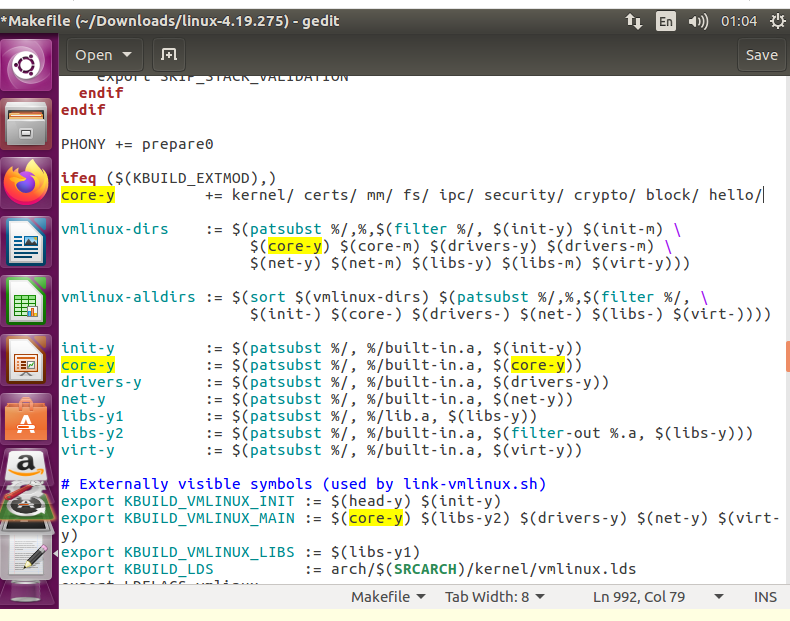 *Makefile (~/Downloads/linux-4.19.275) - gedit
En
01:04
Open
Save
export SKIP_STACK_VALIDATION
endif
endif
PHONY += prepare0
ifeq ($(KBUILD_EXTMOD),)
core-y += kernel/ certs/ mm/ fs/ ipc/ security/ crypto/ block/ hello/
vmlinux-dirs := $(patsubst %/,%,$(filter %/, $(init-y) $(init-m) \
$(core-y) $(core-m) $(drivers-y) $(drivers-m) \
$(net-y) $(net-m) $(libs-y) $(libs-m) $(virt-y)))
vmlinux-alldirs := $(sort $(vmlinux-dirs) $(patsubst %/,%,$(filter %/, \
$(init-) $(core-) $(drivers-) $(net-) $(libs-) $(virt-))))
init-y := $(patsubst %/, %/built-in.a, $(init-y))
core-y := $(patsubst %/, %/built-in.a, $(core-y))
drivers-y := $(patsubst %/, %/built-in.a, $(drivers-y))
net-y := $(patsubst %/, %/built-in.a, $(net-y))
libs-y1 := $(patsubst %/, %/lib.a, $(libs-y))
libs-y2 := $(patsubst %/, %/built-in.a, $(filter-out %.a, $(libs-y)))
virt-y := $(patsubst %/, %/built-in.a, $(virt-y))
# Externally visible symbols (used by link-vmlinux.sh)
export KBUILD_VMLINUX_INIT := $(head-y) $(init-y)
export KBUILD_VMLINUX_MAIN := $(core-y) $(libs-y2) $(drivers-y) $(net-y) $(virt-
y)
export KBUILD_VMLINUX_LIBS := $(libs-y1)
export KBUILD_LDS := arch/$(SRCARCH)/kernel/vmlinux.lds
export LDFLAGS_vmlinux
Makefile Tab Width: 8 Ln 992, Col 79 INS